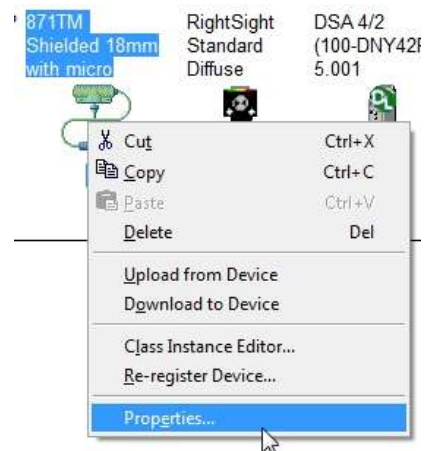 871TM
Shielded 18mm
with micro
RightSight
Standard
Diffuse
DSA 4/2
(100-DNY42
5.001
Cut Ctrl+X
Copy Ctrl+C
Paste Ctrl+V
Delete Del
Upload from Device
Download to Device
Class Instance Editor...
Re-register Device...
Properties...